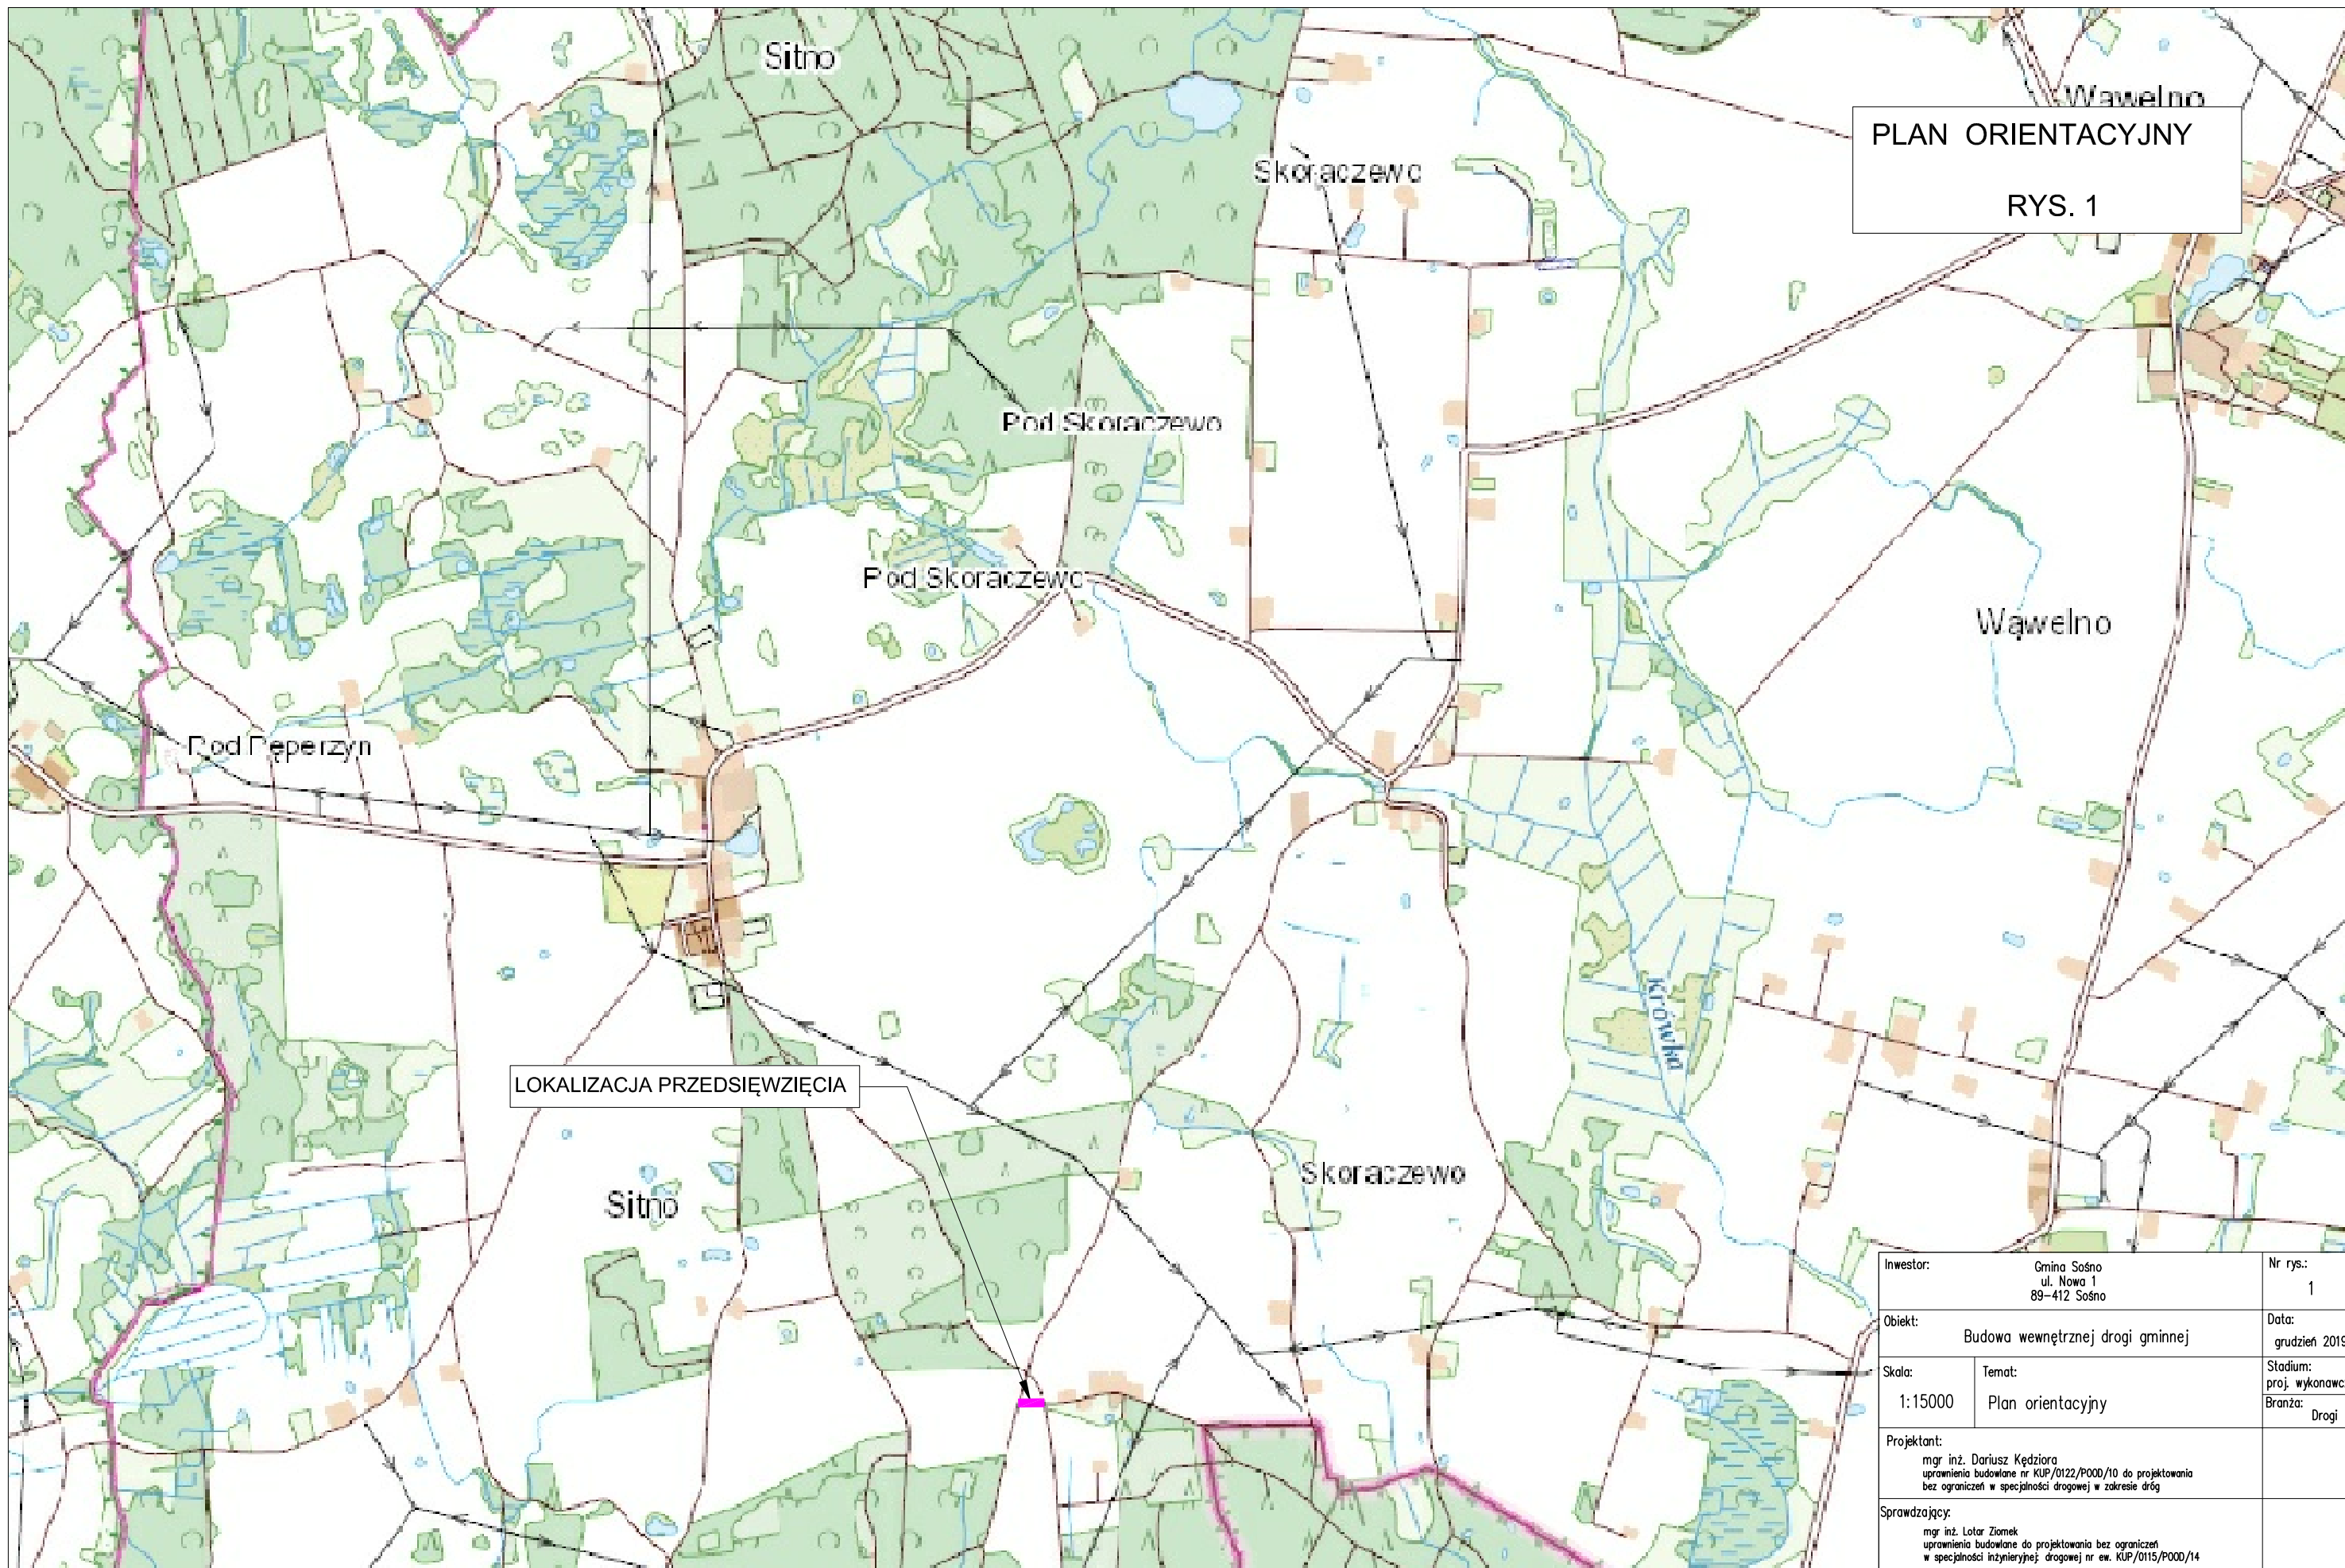 Sitno
Wąwelno
PLAN ORIENTACYJNY
RYS. 1
Skoraczewo
Pod Skoraczewo
Pod Skoraczewo
Wąwelno
Pod Pęperzyn
Krówka
LOKALIZACJA PRZEDSIĘWZIĘCIA
Skoraczewo
Sitno
Inwestor:
Gmina Sośno
ul. Nowa 1
89-412 Sośno
Nr rys.:
1
Obiekt:
Budowa wewnętrznej drogi gminnej
Data:
grudzień 2019
Skala:
1:15000
Temat:
Plan orientacyjny
Stadium:
proj. wykonawc
Branża:
Drogi
Projektant:
mgr inż. Dariusz Kędziora
uprawnienia budowlane nr KUP/0122/POOD/10 do projektowania
bez ograniczeń w specjalności drogowej w zakresie dróg
Sprawdzający:
mgr inż. Lotar Ziomek
uprawnienia budowlane do projektowania bez ograniczeń
w specjalności inżynieryjnej: drogowej nr ew. KUP/0115/POOD/14